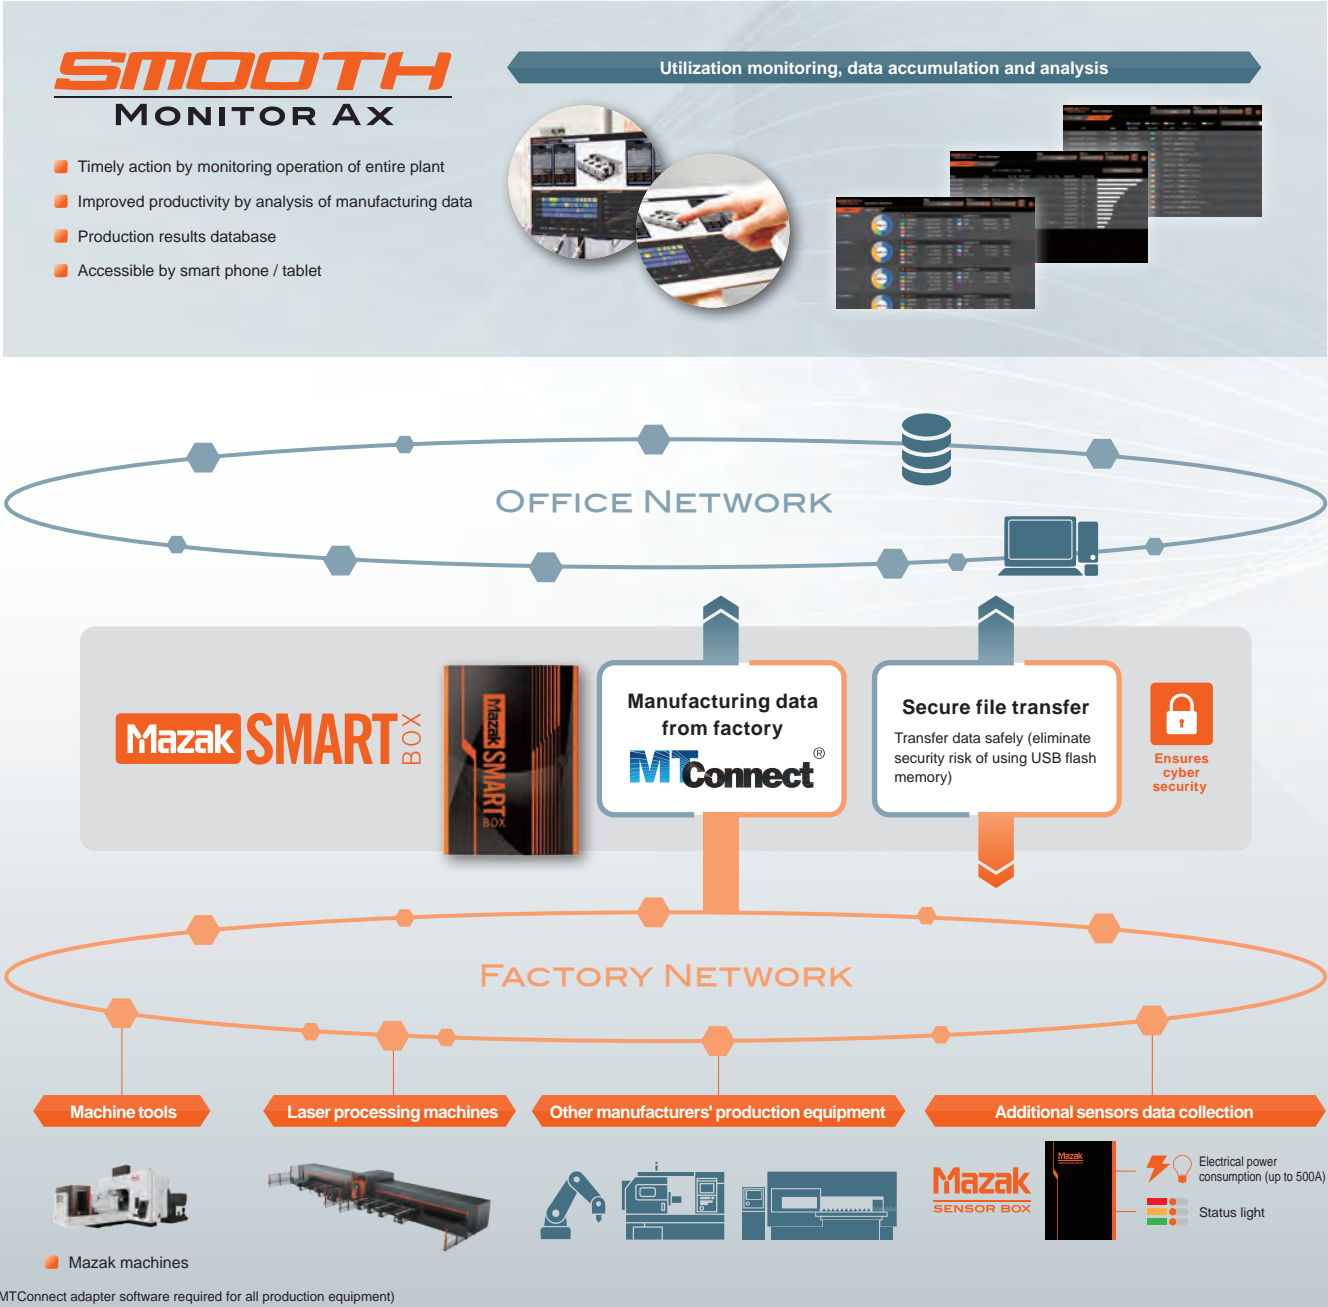 SMOOTH
MONITOR AX
Timely action by monitoring operation of entire plant
Improved productivity by analysis of manufacturing data
Production results database
Accessible by smart phone / tablet
Utilization monitoring, data accumulation and analysis
OFFICE NETWORK
Mazak SMART BOX
Mazak SMART BOX
Manufacturing data
from factory
MTConnect®
Secure file transfer
Transfer data safely (eliminate
security risk of using USB flash
memory)
Ensures
cyber
security
FACTORY NETWORK
Machine tools
Laser processing machines
Other manufacturers' production equipment
Additional sensors data collection
Mazak
SENSOR BOX
Mazak
Electrical power
consumption (up to 500A)
Status light
Mazak machines
MTConnect adapter software required for all production equipment)